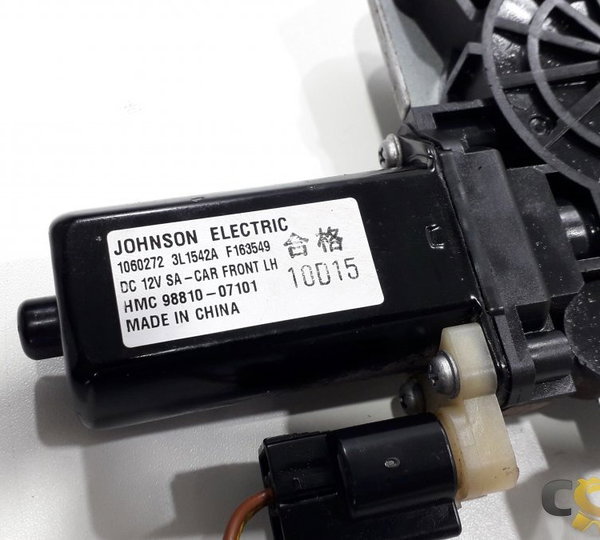 JOHNSON ELECTRIC
1060272 3L1542A F163549
DC 12V SA-CAR FRONT LH
HMC 98810-07101
MADE IN CHINA
合格
10D15